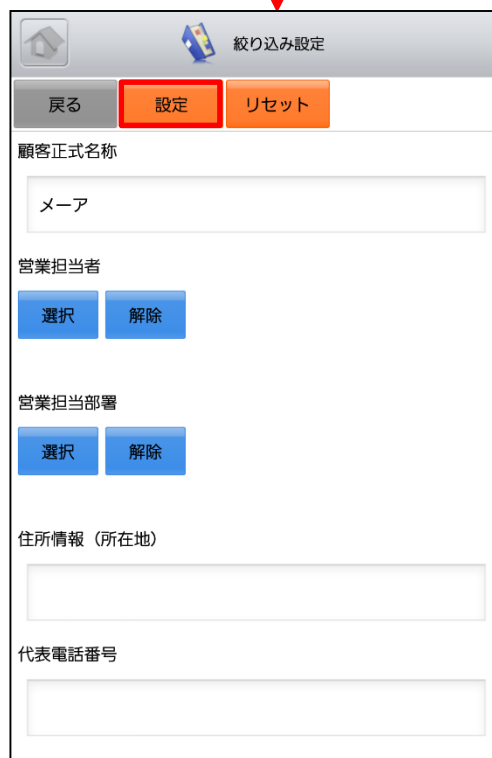 絞り込み設定
戻る 設定 リセット
顧客正式名称
メーア
営業担当者
選択 解除
営業担当部署
選択 解除
住所情報（所在地）
代表電話番号